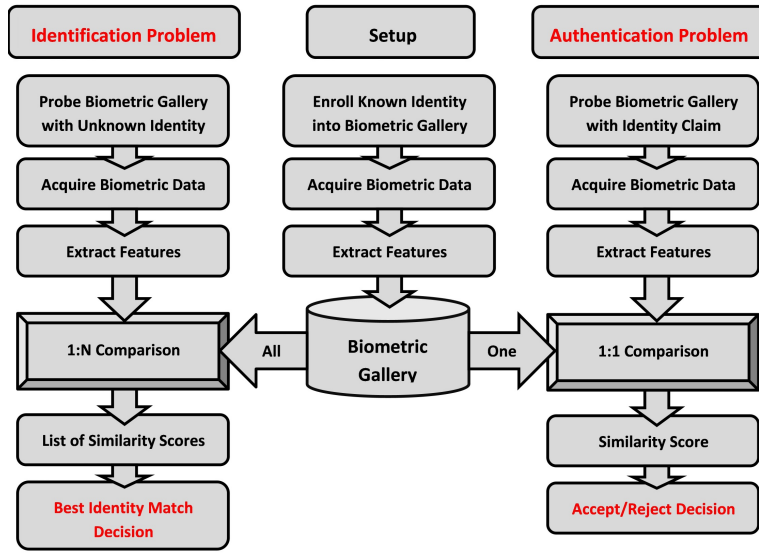 Identification Problem
Probe Biometric Gallery
with Unknown Identity
Acquire Biometric Data
Extract Features
1:N Comparison
List of Similarity Scores
Best Identity Match
Decision
Setup
Enroll Known Identity
into Biometric Gallery
Acquire Biometric Data
Extract Features
All
Biometric
Gallery
One
Authentication Problem
Probe Biometric Gallery
with Identity Claim
Acquire Biometric Data
Extract Features
1:1 Comparison
Similarity Score
Accept/Reject Decision